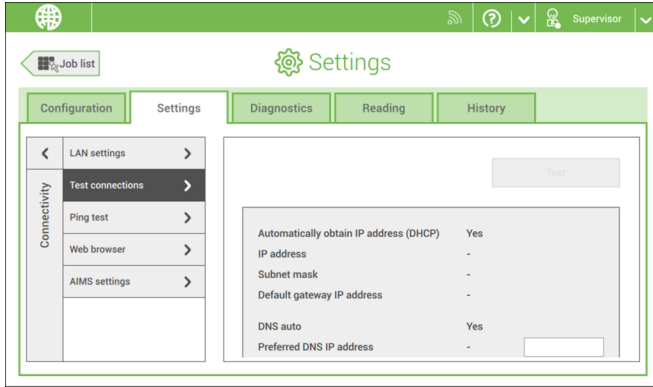 Supervisor
Job list
Settings
Configuration
Settings
Diagnostics
Reading
History
Connectivity
LAN settings
Test connections
Ping test
Web browser
AIMS settings
Test
Automatically obtain IP address (DHCP) Yes
IP address -
Subnet mask -
Default gateway IP address -
DNS auto Yes
Preferred DNS IP address -